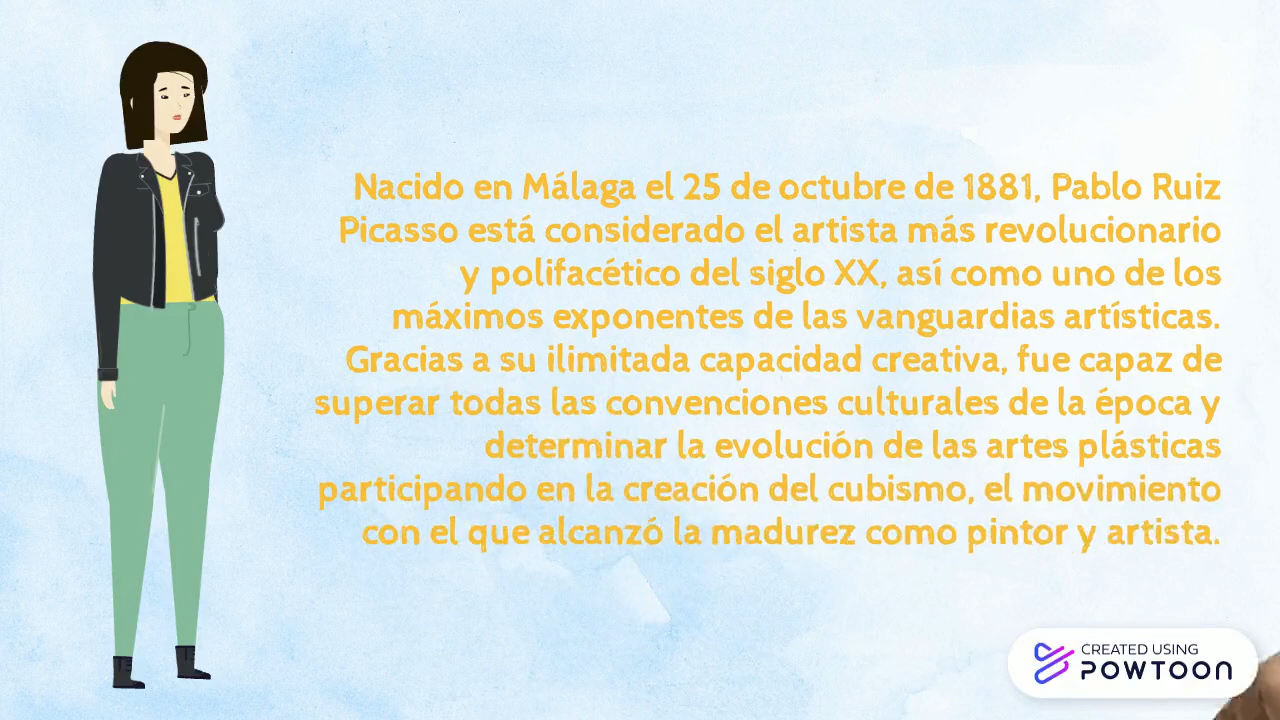 Nacido en Málaga el 25 de octubre de 1881, Pablo Ruiz
Picasso está considerado el artista más revolucionario
y polifacético del siglo XX, así como uno de los
máximos exponentes de las vanguardias artísticas.
Gracias a su ilimitada capacidad creativa, fue capaz de
superar todas las convenciones culturales de la época y
determinar la evolución de las artes plásticas
participando en la creación del cubismo, el movimiento
con el que alcanzó la madurez como pintor y artista.
CREATED USING
POWTOON